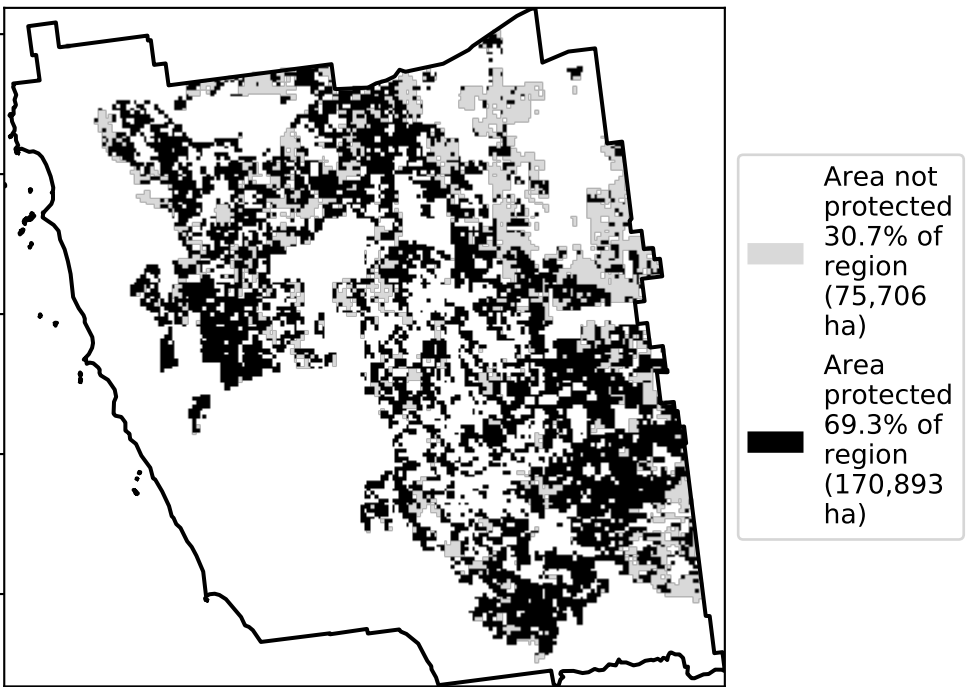 Area not
protected
30.7% of
region
(75,706
ha)
Area
protected
69.3% of
region
(170,893
ha)